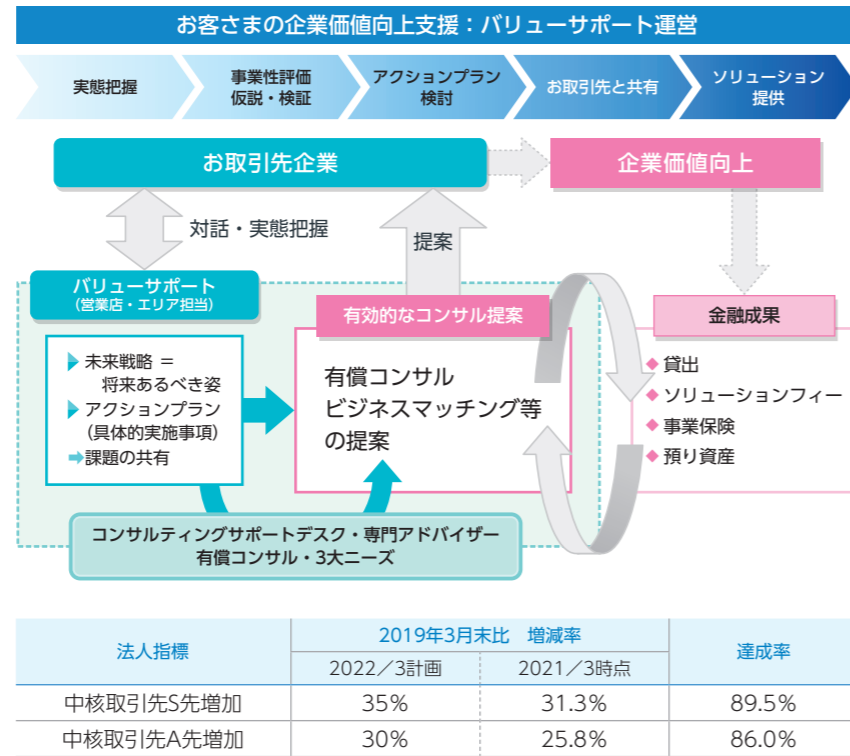 お客さまの企業価値向上支援：バリューサポート運営
実態把握
事業性評価
仮説・検証
アクションプラン
検討
お取引先と共有
ソリューション
提供
お取引先企業
企業価値向上
対話・実態把握
提案
バリューサポート
（営業店・エリア担当）
有効的なコンサル提案
金融成果
未来戦略 ＝
将来あるべき姿
アクションプラン
（具体的実施事項）
➡課題の共有
有償コンサル
ビジネスマッチング等
の提案
◆貸出
◆ソリューションフィー
◆事業保険
◆預り資産
コンサルティングサポートデスク・専門アドバイザー
有償コンサル・3大ニーズ
法人指標 2019年3月末比 増減率 達成率
2022／3計画 2021／3時点
中核取引先S先増加 35% 31.3% 89.5%
中核取引先A先増加 30% 25.8% 86.0%